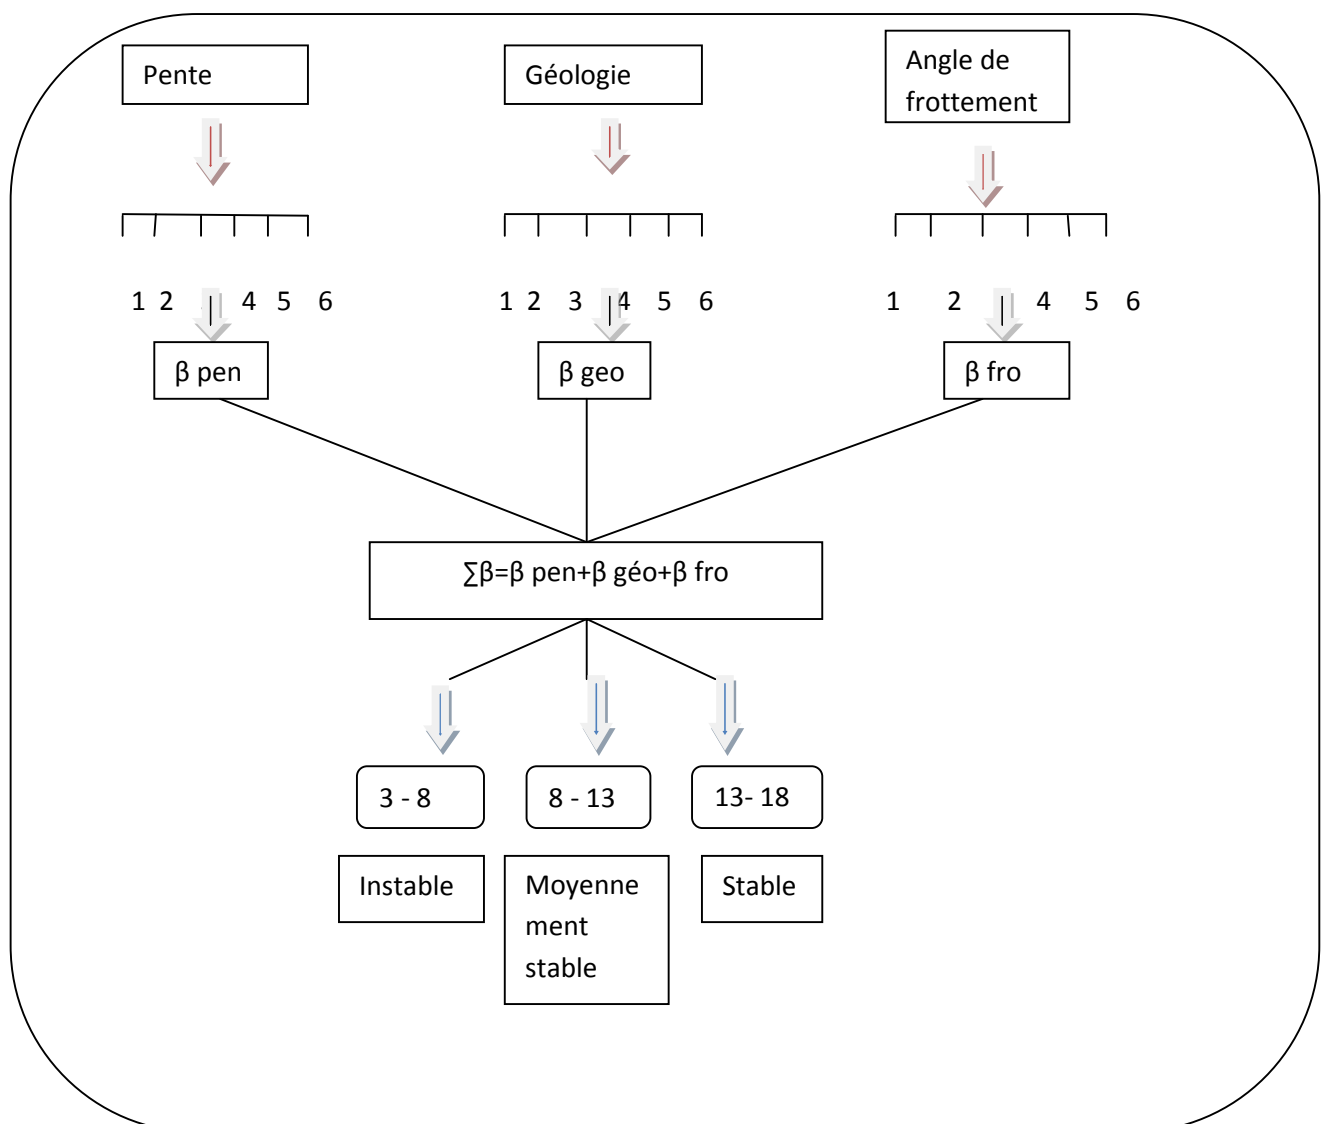 Pente
Géologie
Angle de
frottement
1 2 4 5 6
1 2 3 4 5 6
1 2 4 5 6
β pen
β geo
β fro
∑β=β pen+β géo+β fro
3 - 8
8 - 13
13- 18
Instable
Moyenne
ment
stable
Stable